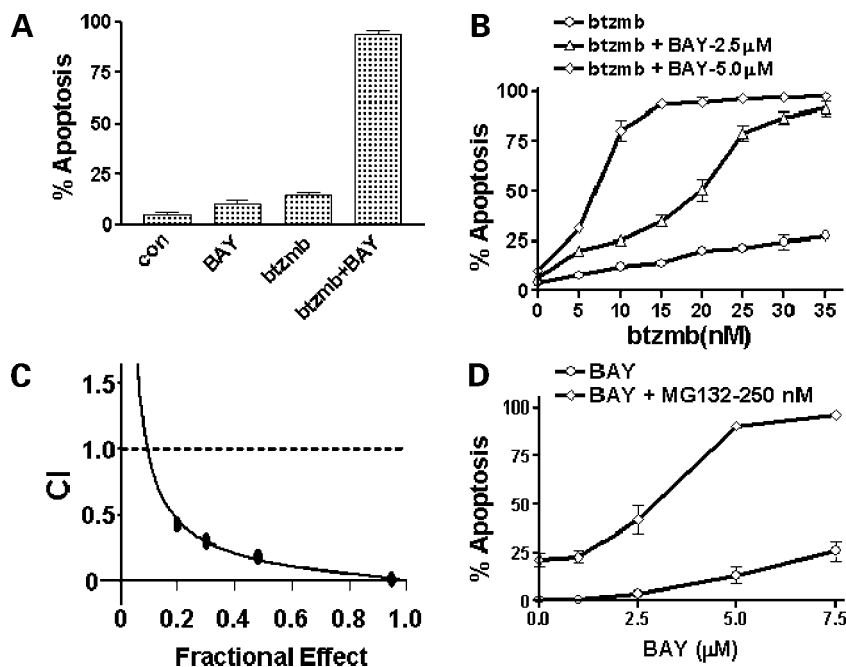 A
% Apoptosis
100
75
50
25
0
con
BAY
btzmb
btzmb+BAY
B
btzmb
btzmb + BAY-2.5μM
btzmb + BAY-5.0μM
% Apoptosis
100
75
50
25
0
0 5 10 15 20 25 30 35
btzmb(nM)
C
CI
1.5
1.0
0.5
0
0 0.2 0.4 0.6 0.8 1.0
Fractional Effect
D
BAY
BAY + MG132-250 nM
% Apoptosis
100
75
50
25
0
0.0 2.5 5.0 7.5
BAY (μM)